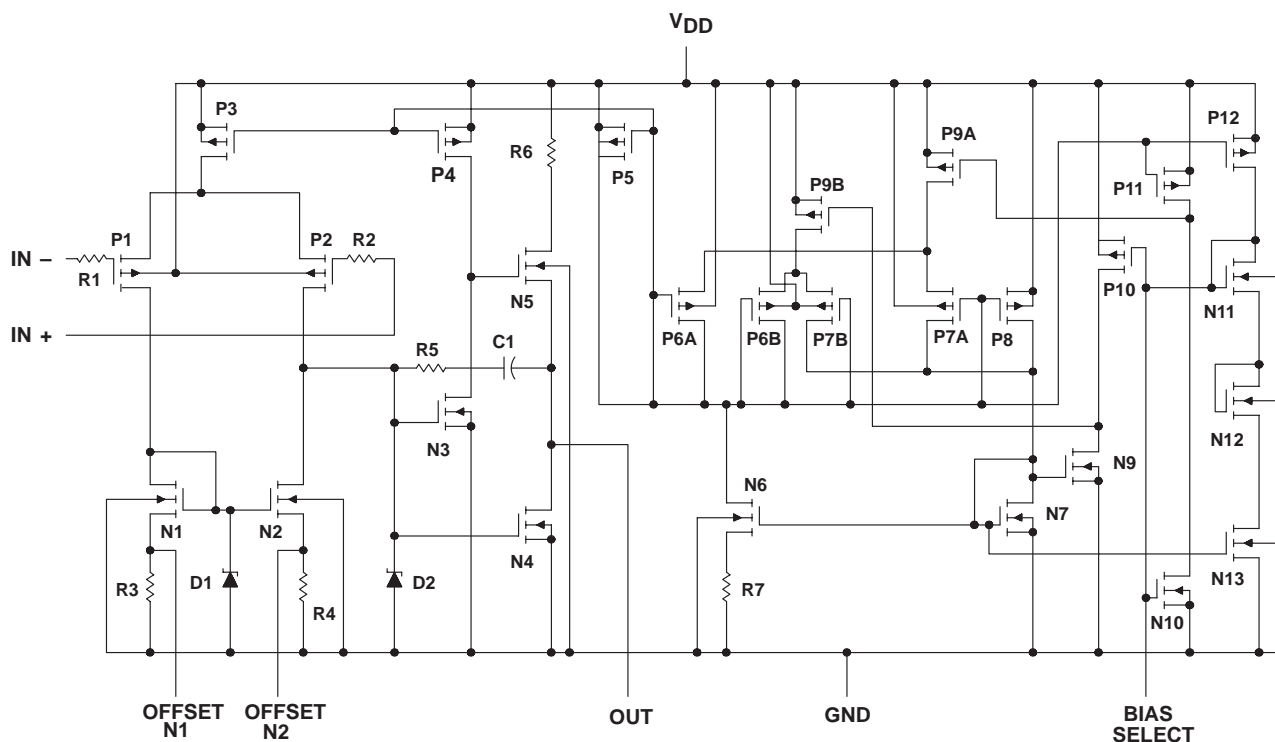 VDD
P3
P12
P9A
R6
P4
P5
P9B
P11
P1
P2
R2
IN –
R1
P10
N5
N11
IN +
P6A
P6B
P7B
P7A
P8
R5
C1
N3
N12
N9
N6
N1
N2
N7
N4
N13
R3
D1
R4
D2
R7
N10
OFFSET
N1
OFFSET
N2
OUT
GND
BIAS
SELECT